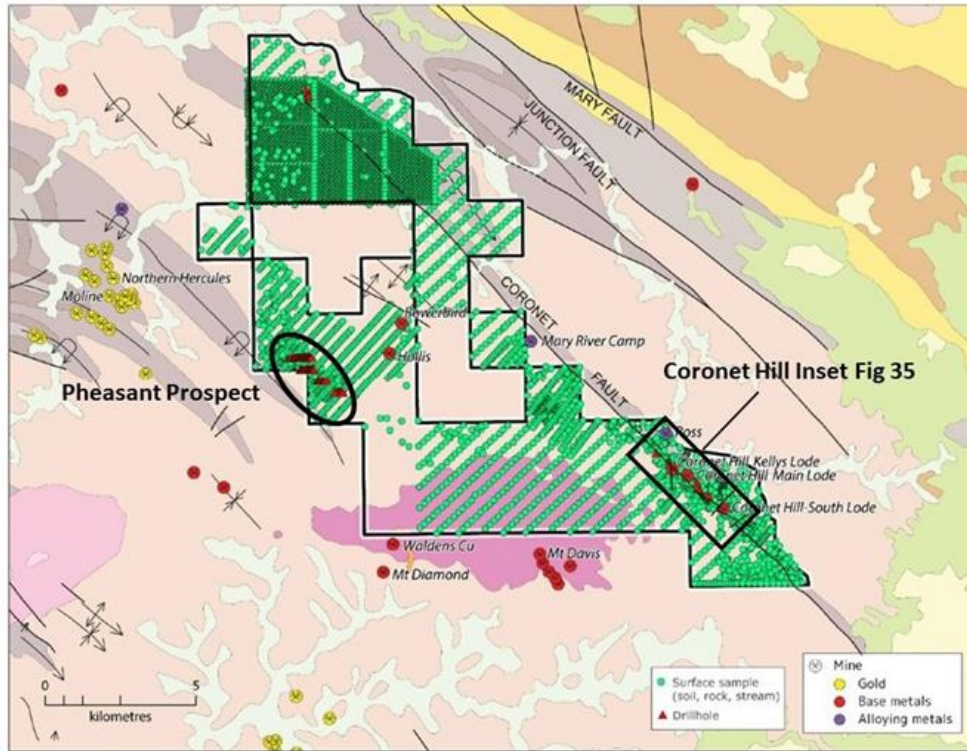 MARY FAULT
JUNCTION FAULT
Northern Hercules
Moline
CORONET
FAULT
Bowerbird
Hollis
Mary River Camp
Pheasant Prospect
Coronet Hill Inset Fig 35
Ross
Coronet Hill Kellys Lode
Coronet Hill Main Lode
Coronet Hill-South Lode
Waldens Cu
Mt Davis
Mt Diamond
0 5
kilometres
Surface sample
(soil, rock, stream)
Drillhole
Mine
Gold
Base metals
Alloying metals